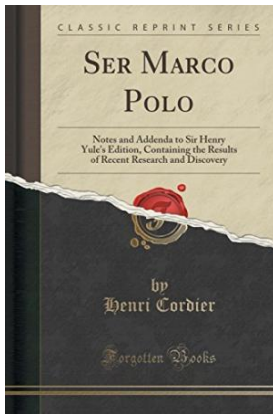 CLASSIC REPRINT SERIES
SER MARCO
POLO
Notes and Addenda to Sir Henry
Yule's Edition, Containing the Results
of Recent Research and Discovery
by
Henri Cordier
Forgotten Books